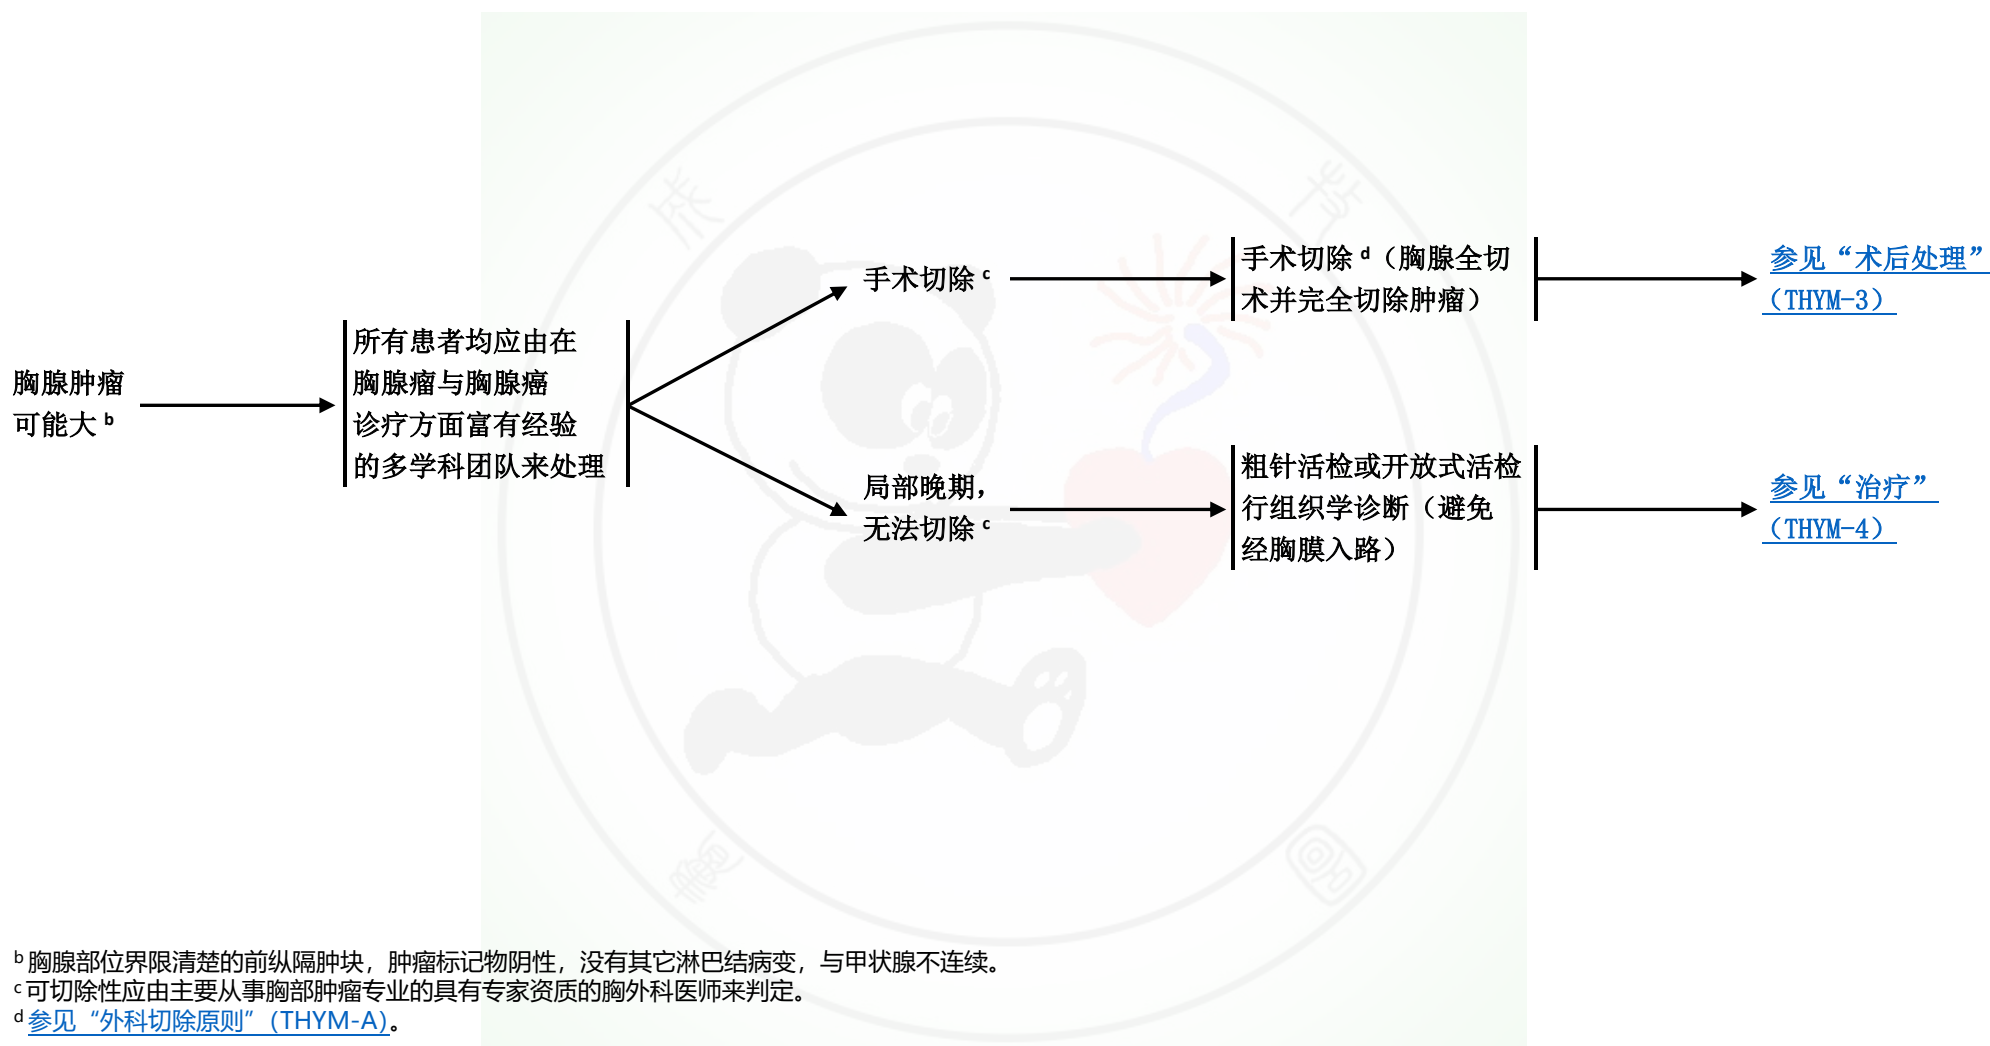 胸腺肿瘤
可能大 b
所有患者均应由在
胸腺瘤与胸腺癌
诊疗方面富有经验
的多学科团队来处理
手术切除 c
手术切除 d（胸腺全切
术并完全切除肿瘤）
参见“术后处理”
（THYM-3）
局部晚期，
无法切除 c
粗针活检或开放式活检
行组织学诊断（避免
经胸膜入路）
参见“治疗”
（THYM-4）
b 胸腺部位界限清楚的前纵隔肿块，肿瘤标记物阴性，没有其它淋巴结病变，与甲状腺不连续。
c 可切除性应由主要从事胸部肿瘤专业的具有专家资质的胸外科医师来判定。
d 参见“外科切除原则”（THYM-A）。